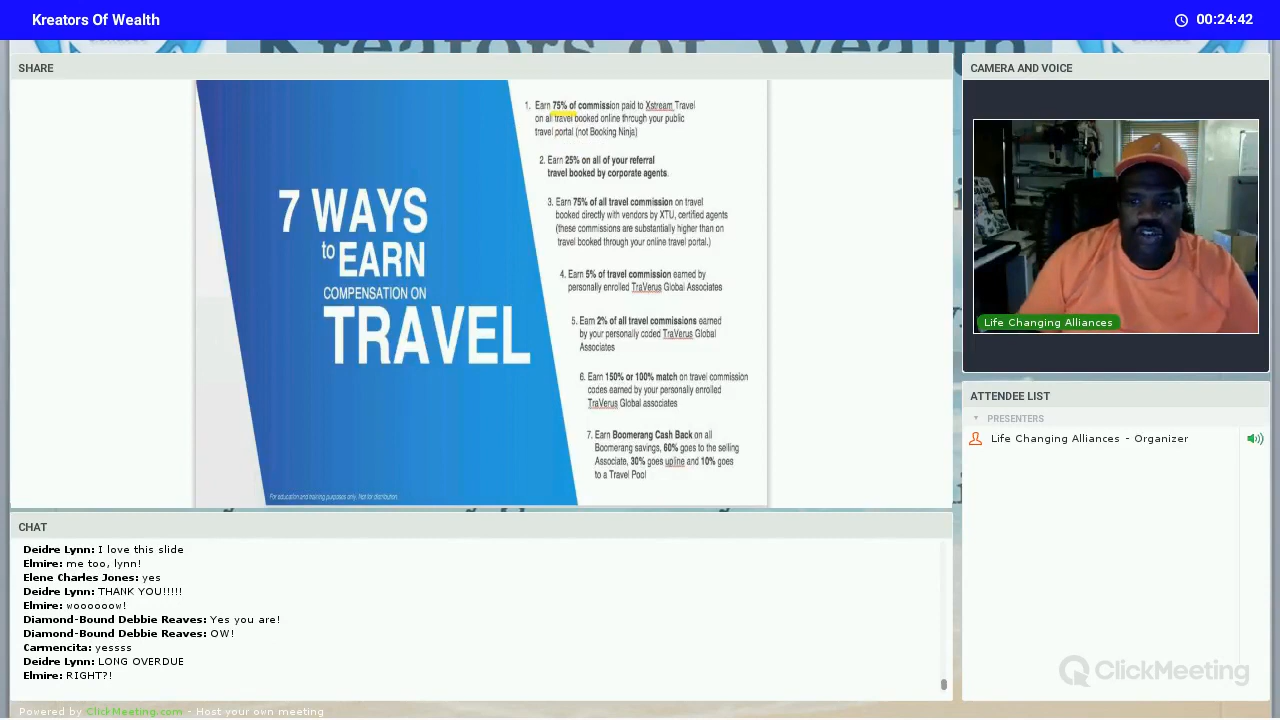 Kreators Of Wealth
00:24:42
Kreators of Wealth
SHARE
7 WAYS
to EARN
COMPENSATION ON
TRAVEL
For education and training purposes only. Not for distribution.
1. Earn 75% of commission paid to Xstream Travel
on all travel booked online through your public
travel portal (not Booking Ninja)
2. Earn 25% on all of your referral
travel booked by corporate agents.
3. Earn 75% of all travel commission on travel
booked directly with vendors by XTU, certified agents
(these commissions are substantially higher than on
travel booked through your online travel portal.)
4. Earn 5% of travel commission earned by
personally enrolled TraVerus Global Associates
5. Earn 2% of all travel commissions earned
by your personally coded TraVerus Global
Associates
6. Earn 150% or 100% match on travel commission
codes earned by your personally enrolled
TraVerus Global associates
7. Earn Boomerang Cash Back on all
Boomerang savings, 60% goes to the selling
Associate, 30% goes upline and 10% goes
to a Travel Pool
CAMERA AND VOICE
Life Changing Alliances
ATTENDEE LIST
PRESENTERS
Life Changing Alliances - Organizer
CHAT
Deidre Lynn: I love this slide
Elmire: me too, lynn!
Elene Charles Jones: yes
Deidre Lynn: THANK YOU!!!!!
Elmire: woooooow!
Diamond-Bound Debbie Reaves: Yes you are!
Diamond-Bound Debbie Reaves: OW!
Carmencita: yessss
Deidre Lynn: LONG OVERDUE
Elmire: RIGHT?!
ClickMeeting
Powered by ClickMeeting.com - Host your own meeting